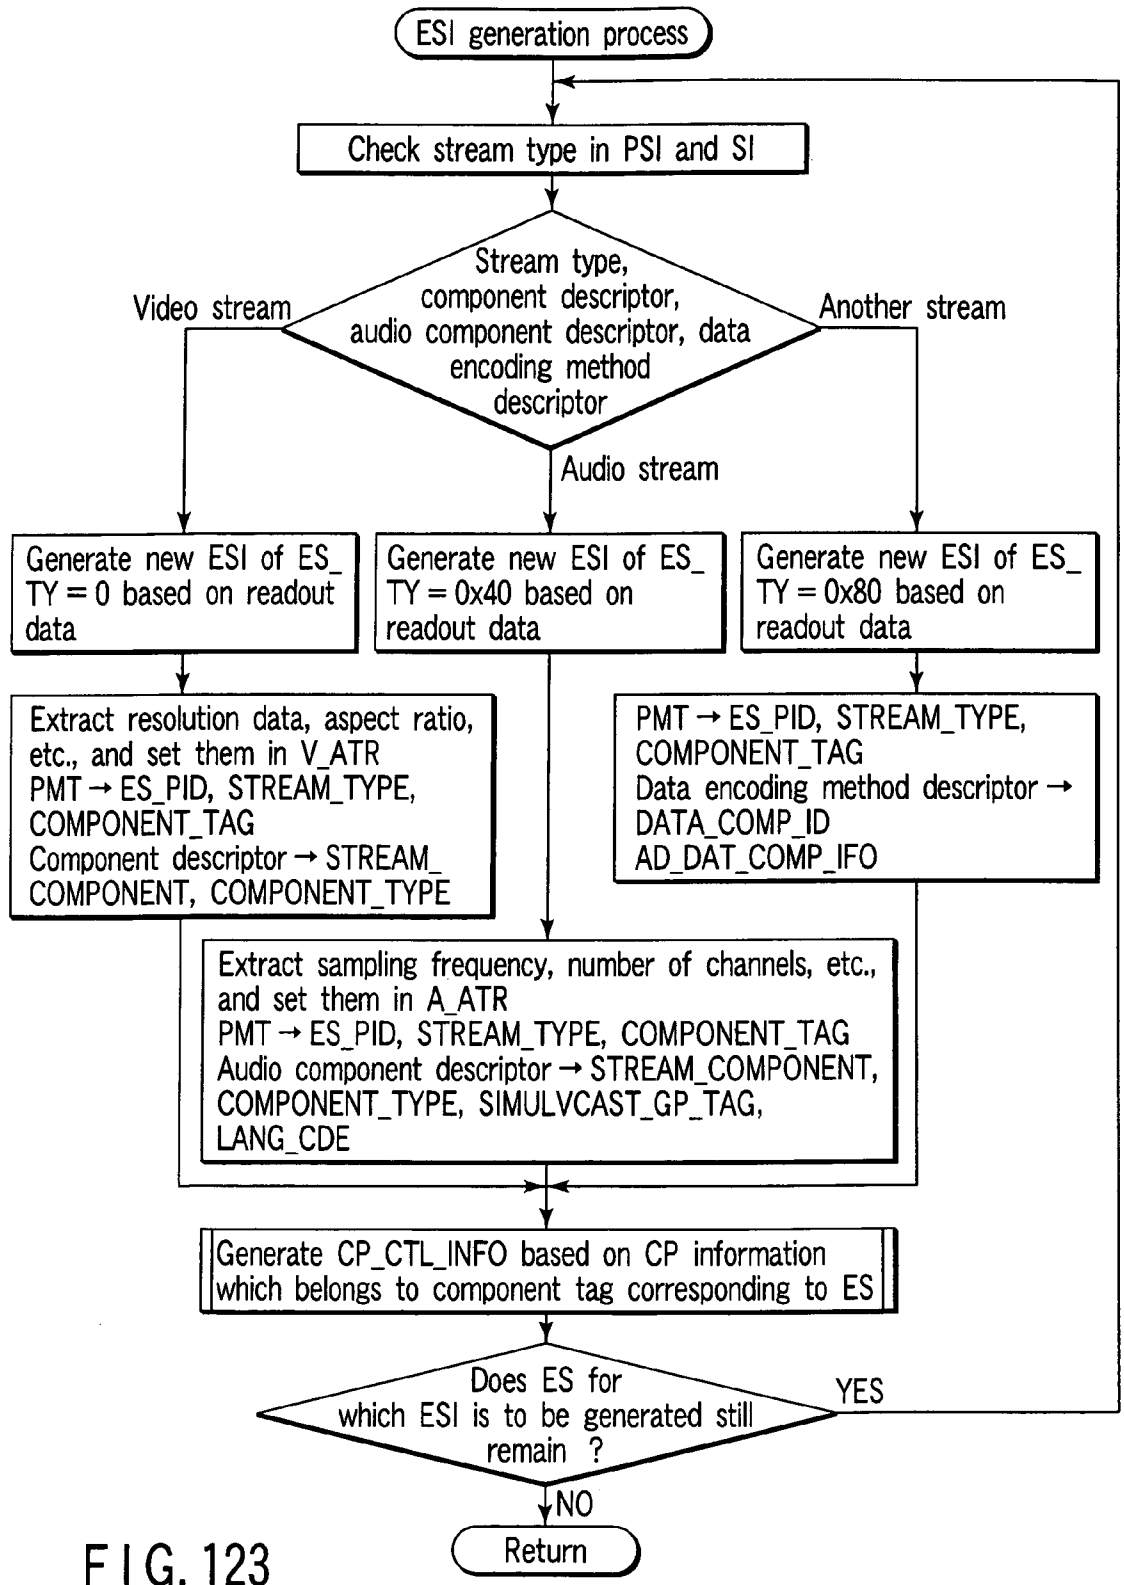 ESI generation process
Check stream type in PSI and SI
Stream type,
component descriptor,
audio component descriptor, data
encoding method
descriptor
Video stream
Another stream
Audio stream
Generate new ESI of ES_
TY = 0 based on readout
data
Generate new ESI of ES_
TY = 0x40 based on
readout data
Generate new ESI of ES_
TY = 0x80 based on
readout data
Extract resolution data, aspect ratio,
etc., and set them in V_ATR
PMT → ES_PID, STREAM_TYPE,
COMPONENT_TAG
Component descriptor → STREAM_
COMPONENT, COMPONENT_TYPE
PMT → ES_PID, STREAM_TYPE,
COMPONENT_TAG
Data encoding method descriptor →
DATA_COMP_ID
AD_DAT_COMP_IFO
Extract sampling frequency, number of channels, etc.,
and set them in A_ATR
PMT → ES_PID, STREAM_TYPE, COMPONENT_TAG
Audio component descriptor → STREAM_COMPONENT,
COMPONENT_TYPE, SIMULVCAST_GP_TAG,
LANG_CDE
Generate CP_CTL_INFO based on CP information
which belongs to component tag corresponding to ES
Does ES for
which ESI is to be generated still
remain ?
YES
NO
Return
FIG. 123